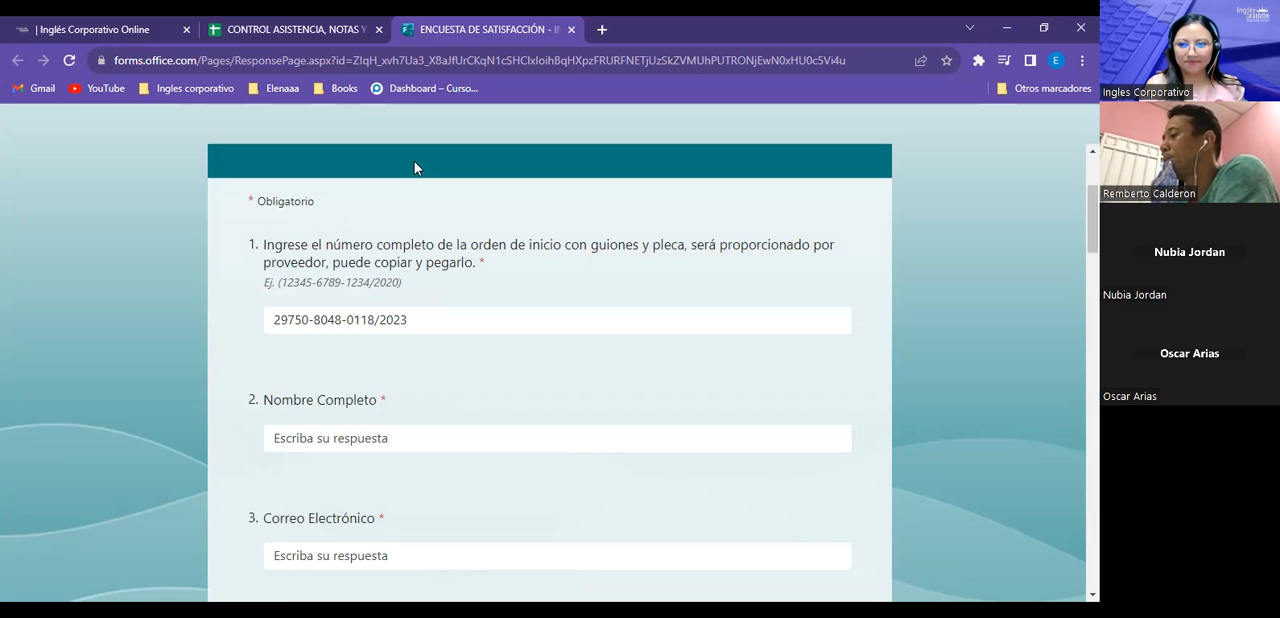 Inglés Corporativo Online
CONTROL ASISTENCIA, NOTAS Y
ENCUESTA DE SATISFACCIÓN - I
forms.office.com/Pages/ResponsePage.aspx?id=ZIqH_xvh7Ua3_X8aJfUrCKqN1cSHClxIoihBqHXpzFRURFNETjUzSkZVMUhPUTRONjEwN0xHU0c5Vi4u
E
Gmail
YouTube
Ingles corporativo
Elenaaa
Books
Dashboard – Curso...
Otros marcadores
* Obligatorio
1. Ingrese el número completo de la orden de inicio con guiones y pleca, será proporcionado por
proveedor, puede copiar y pegarlo. *
Ej. (12345-6789-1234/2020)
29750-8048-0118/2023
2. Nombre Completo *
Escriba su respuesta
3. Correo Electrónico *
Escriba su respuesta
Ingles Corporativo
Remberto Calderon
Nubia Jordan
Nubia Jordan
Oscar Arias
Oscar Arias